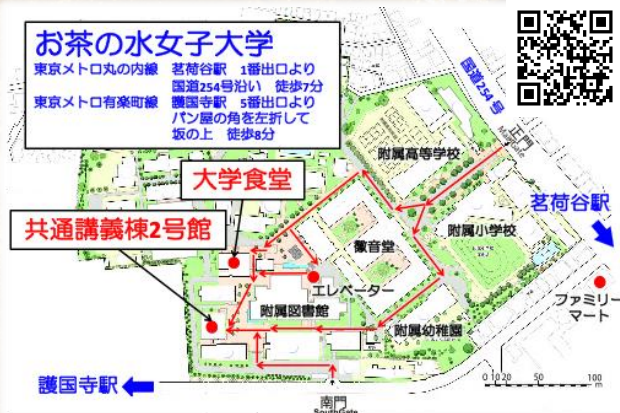 お茶の水女子大学
東京メトロ丸の内線 茗荷谷駅 1番出口より
国道254号沿い 徒歩7分
東京メトロ有楽町線 護国寺駅 5番出口より
パン屋の角を左折して
坂の上 徒歩8分
国道254号
正門
Main Gate
附属高等学校
大学食堂
茗荷谷駅
附属小学校
共通講義棟2号館
徽音堂
エレベーター
ファミリー
マート
附属図書館
附属幼稚園
護国寺駅
0 10 20 50 100
m
南門
South Gate